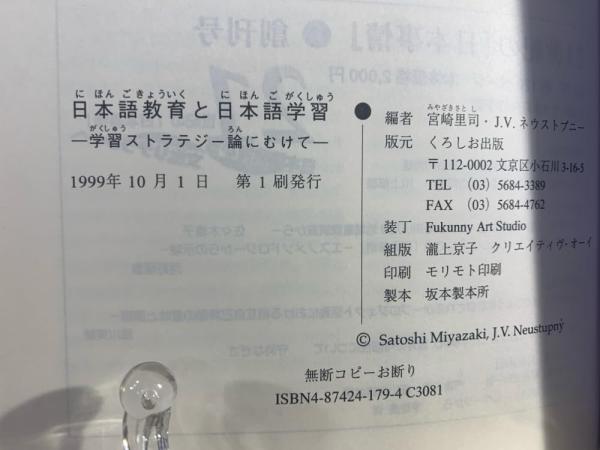 に ほん ご きょういく に ほん ご がくしゅう
日本語教育と日本語学習
がくしゅう ろん
―学習ストラテジー論にむけて―
1999年10月1日 第1刷発行
みやざきさと し
編者 宮崎里司・J.V.ネウストプニー
版元 くろしお出版
〒112-0002 文京区小石川3-16-5
TEL (03) 5684-3389
FAX (03) 5684-4762
装丁 Fukunny Art Studio
組版 瀧上京子 クリエイティヴ・オーイ
印刷 モリモト印刷
製本 坂本製本所
© Satoshi Miyazaki, J.V. Neustupný
無断コピーお断り
ISBN4-87424-179-4 C3081
創刊号